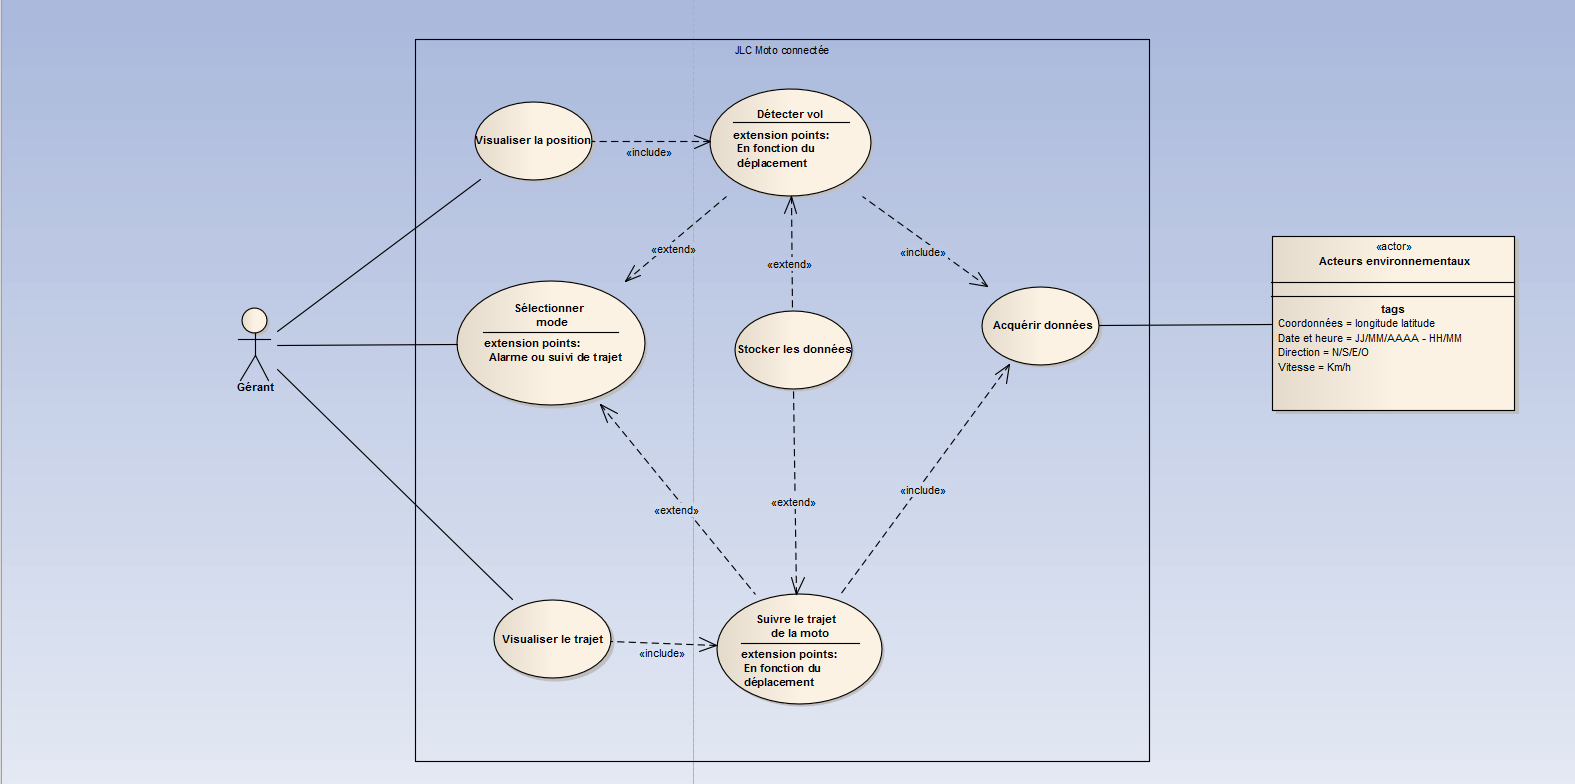 JLC Moto connectée
Visualiser la position
«include»
Détecter vol
extension points:
En fonction du
déplacement
«extend»
«extend»
«include»
«actor»
Acteurs environnementaux
tags
Coordonnées = longitude latitude
Date et heure = JJ/MM/AAAA - HH/MM
Direction = N/S/E/O
Vitesse = Km/h
Gérant
Sélectionner
mode
extension points:
Alarme ou suivi de trajet
Stocker les données
Acquérir données
«extend»
«extend»
«include»
Visualiser le trajet
«include»
Suivre le trajet
de la moto
extension points:
En fonction du
déplacement